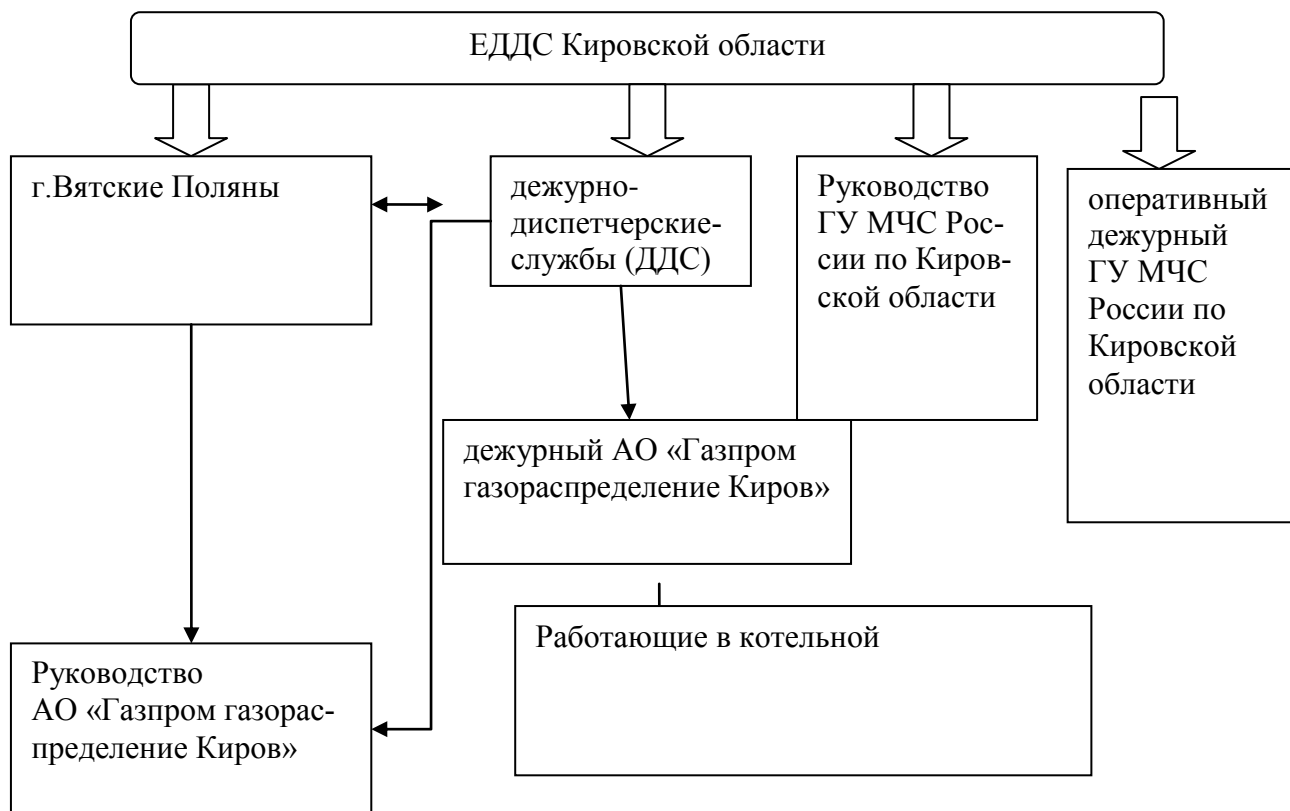 ЕДДС Кировской области
г.Вятские Поляны
дежурно-
диспетчерские-
службы (ДДС)
Руководство
ГУ МЧС Рос-
сии по Киров-
ской области
оперативный
дежурный
ГУ МЧС
России по
Кировской
области
дежурный АО «Газпром
газораспределение Киров»
Работающие в котельной
Руководство
АО «Газпром газорас-
пределение Киров»